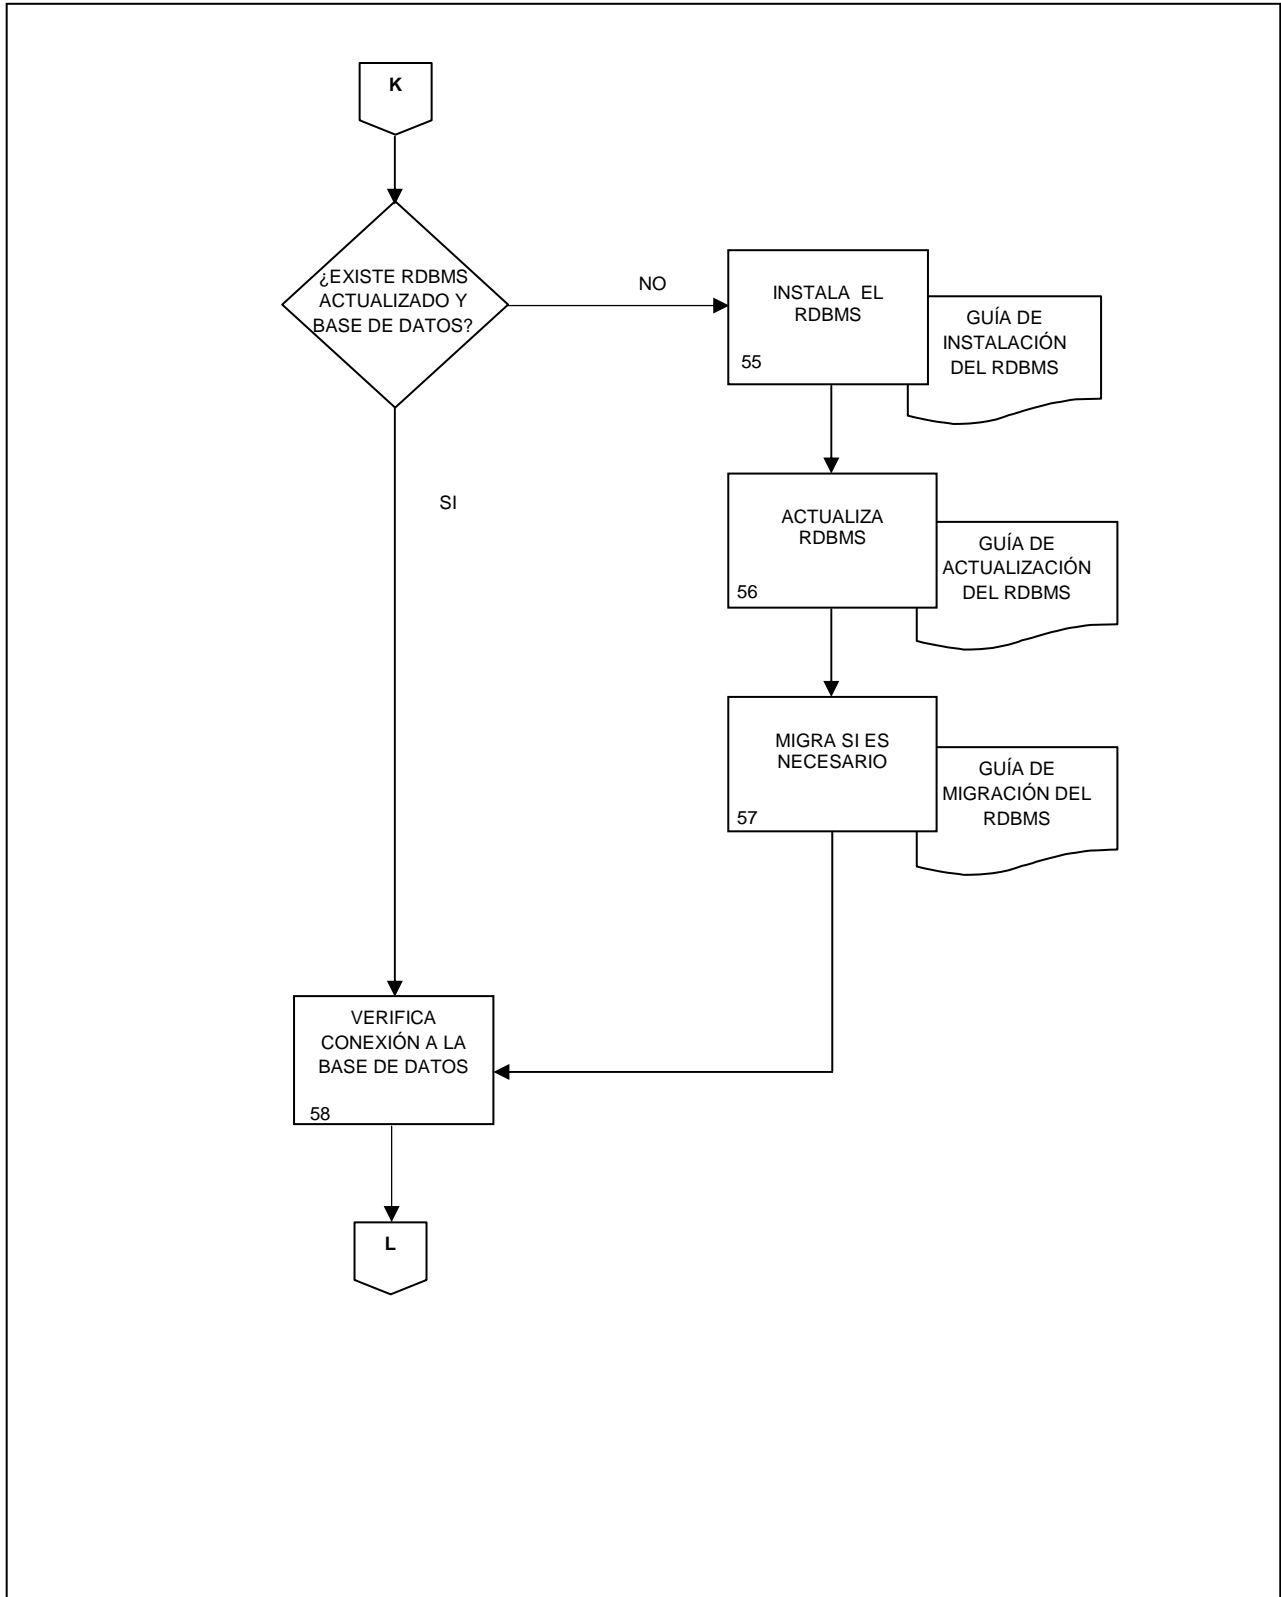 K
¿EXISTE RDBMS
ACTUALIZADO Y
BASE DE DATOS?
NO
INSTALA EL
RDBMS
55
GUÍA DE
INSTALACIÓN
DEL RDBMS
SI
ACTUALIZA
RDBMS
56
GUÍA DE
ACTUALIZACIÓN
DEL RDBMS
MIGRA SI ES
NECESARIO
57
GUÍA DE
MIGRACIÓN DEL
RDBMS
VERIFICA
CONEXIÓN A LA
BASE DE DATOS
58
L